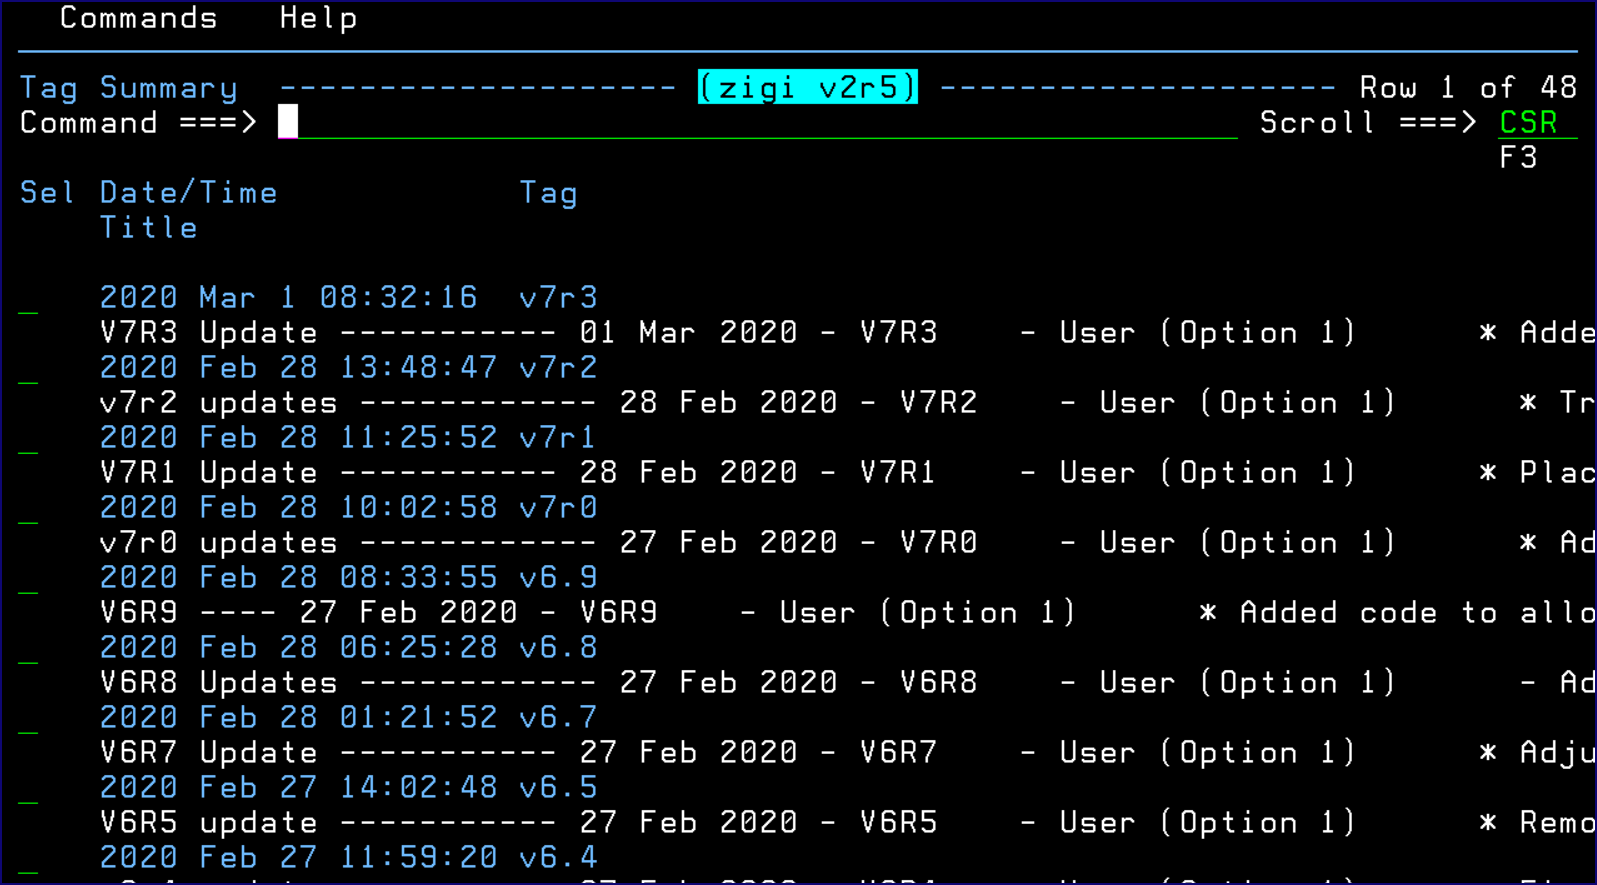 Commands   Help
Tag Summary -------------------- (zigi v2r5) -------------------- Row 1 of 48
Command ===> Scroll ===> CSR
F3
Sel Date/Time            Tag
Title
_ 2020 Mar 1 08:32:16  v7r3
V7R3 Update ----------- 01 Mar 2020 - V7R3    - User (Option 1)      * Adde
_ 2020 Feb 28 13:48:47 v7r2
v7r2 updates ------------ 28 Feb 2020 - V7R2    - User (Option 1)      * Tr
_ 2020 Feb 28 11:25:52 v7r1
V7R1 Update ----------- 28 Feb 2020 - V7R1    - User (Option 1)      * Plac
_ 2020 Feb 28 10:02:58 v7r0
v7r0 updates ------------ 27 Feb 2020 - V7R0    - User (Option 1)      * Ad
_ 2020 Feb 28 08:33:55 v6.9
V6R9 ---- 27 Feb 2020 - V6R9    - User (Option 1)      * Added code to allo
_ 2020 Feb 28 06:25:28 v6.8
V6R8 Updates ------------ 27 Feb 2020 - V6R8    - User (Option 1)      - Ad
_ 2020 Feb 28 01:21:52 v6.7
V6R7 Update ----------- 27 Feb 2020 - V6R7    - User (Option 1)      * Adju
_ 2020 Feb 27 14:02:48 v6.5
V6R5 update ----------- 27 Feb 2020 - V6R5    - User (Option 1)      * Remo
_ 2020 Feb 27 11:59:20 v6.4